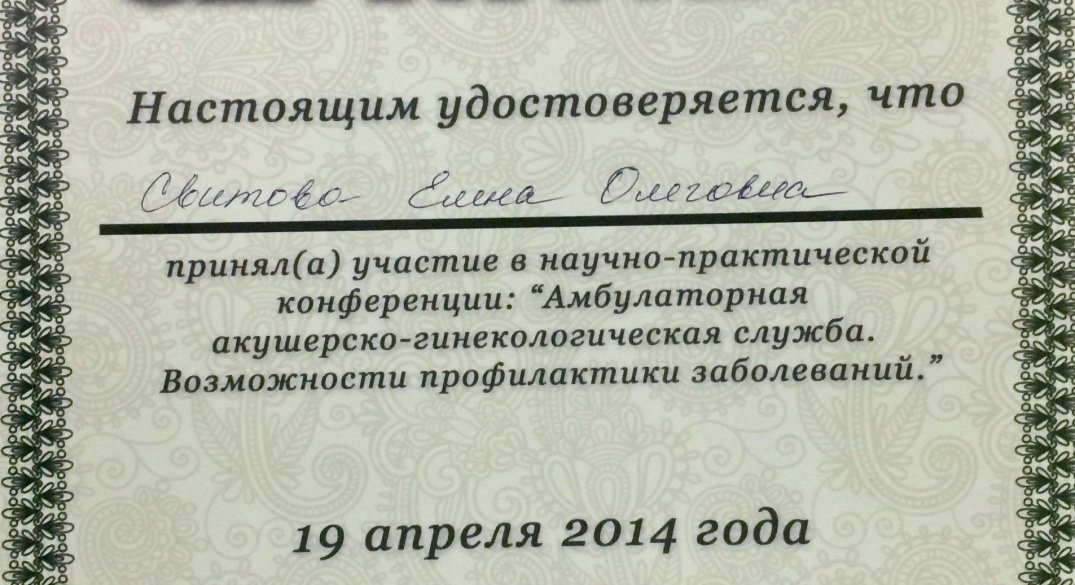 Настоящим удостоверяется, что
Свитова Елена Олеговна
принял(а) участие в научно-практической
конференции: “Амбулаторная
акушерско-гинекологическая служба.
Возможности профилактики заболеваний.”
19 апреля 2014 года